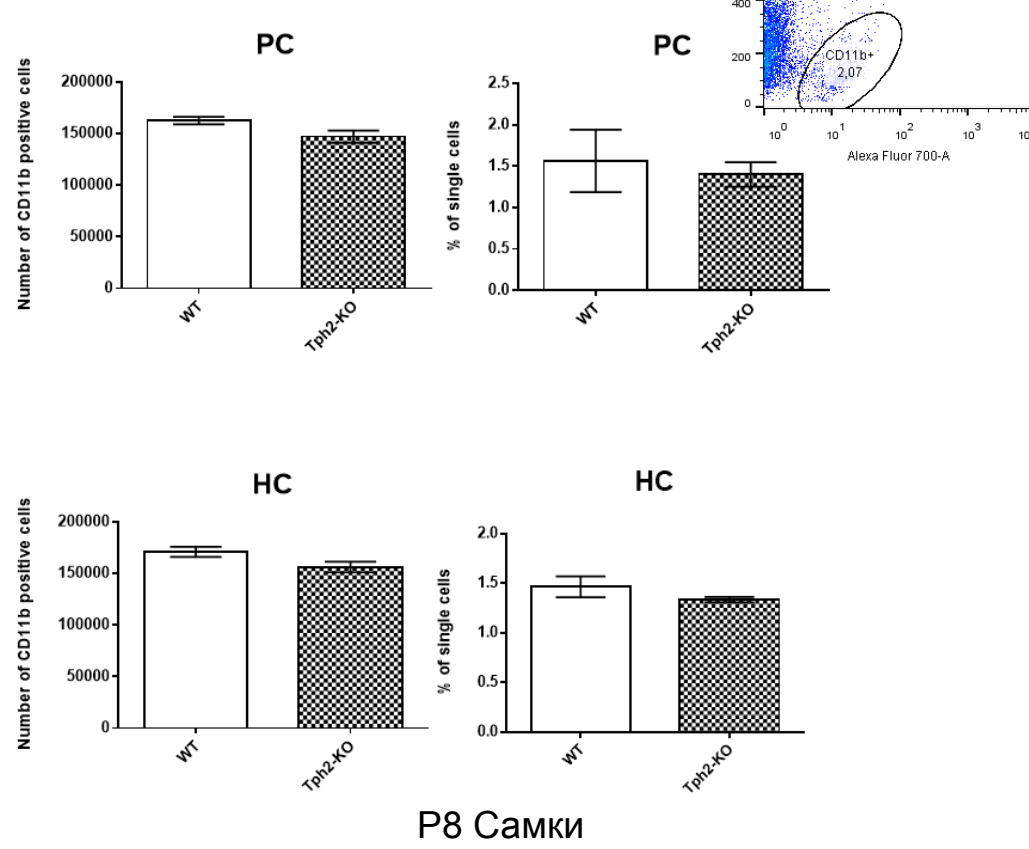 PC
Number of CD11b positive cells
200000
150000
100000
50000
0
WT
Tph2-KO
PC
% of single cells
2.5
2.0
1.5
1.0
0.5
0.0
WT
Tph2-KO
400
200
0
CD11b+
2,07
10^0
10^1
10^2
10^3
Alexa Fluor 700-A
HC
Number of CD11b positive cells
200000
150000
100000
50000
0
WT
Tph2-KO
HC
% of single cells
2.0
1.5
1.0
0.5
0.0
WT
Tph2-KO
P8 Самки